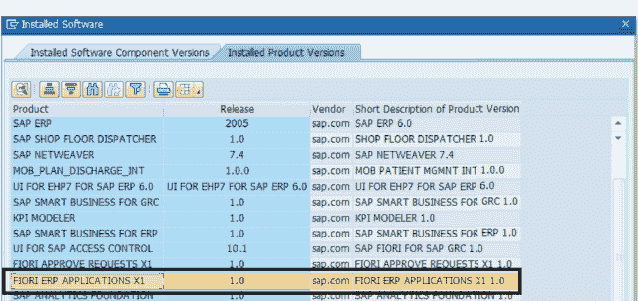 Installed Software
Installed Software Component Versions Installed Product Versions
Product Release Vendor Short Description of Product Version
SAP ERP 2005 sap.com SAP ERP 6.0
SAP SHOP FLOOR DISPATCHER 1.0 sap.com SHOP FLOOR DISPATCHER 1.0
SAP NETWEAVER 7.4 sap.com SAP NETWEAVER 7.4
MOB_PLAN_DISCHARGE_INT 1.0.0 sap.com MOB PATIENT MGMNT INT 1.0.0
UI FOR EHP7 FOR SAP ERP 6.0 UI FOR EHP7 FOR SAP ERP 6.0 sap.com UI FOR EHP7 FOR SAP ERP 6.0
SAP SMART BUSINESS FOR GRC 1.0 sap.com SAP SMART BUSINESS FOR GRC 1.0
KPI MODELER 1.0 sap.com KPI MODELER 1.0
SAP SMART BUSINESS FOR ERP 1.0 sap.com SAP SMART BUSINESS FOR ERP 1.0
UI FOR SAP ACCESS CONTROL 10.1 sap.com SAP FIORI FOR SAP GRC 1.0
FIORI APPROVE REQUESTS X1 1.0 sap.com FIORI APPROVE REQUESTS X1 1.0
FIORI ERP APPLICATIONS X1 1.0 sap.com FIORI ERP APPLICATIONS X1 1.0
SAP ANALYTICS FOUNDATION 1.0 sap.com SAP ANALYTICS FOUNDATION 1.0